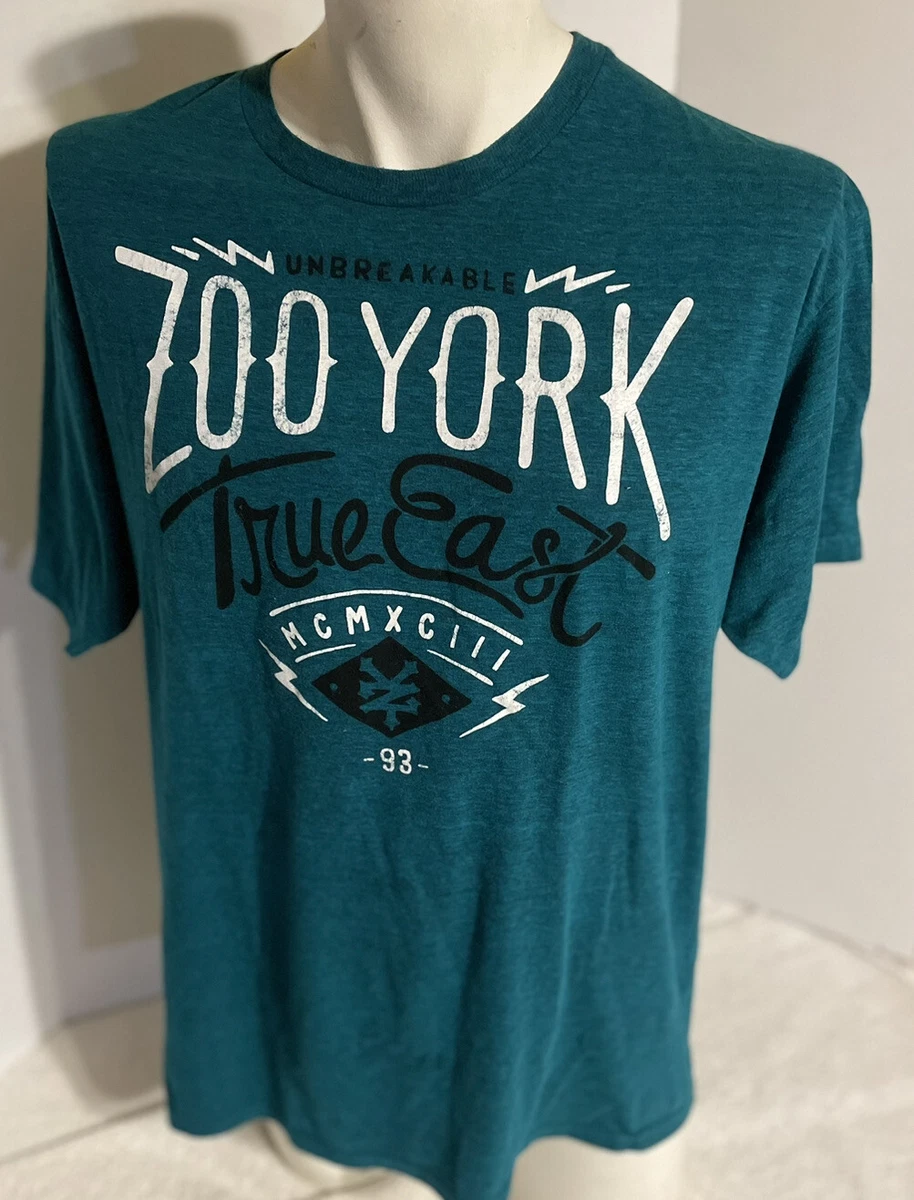 UNBREAKABLE
ZOO YORK
True East
MCMXCIII
Z
-93-